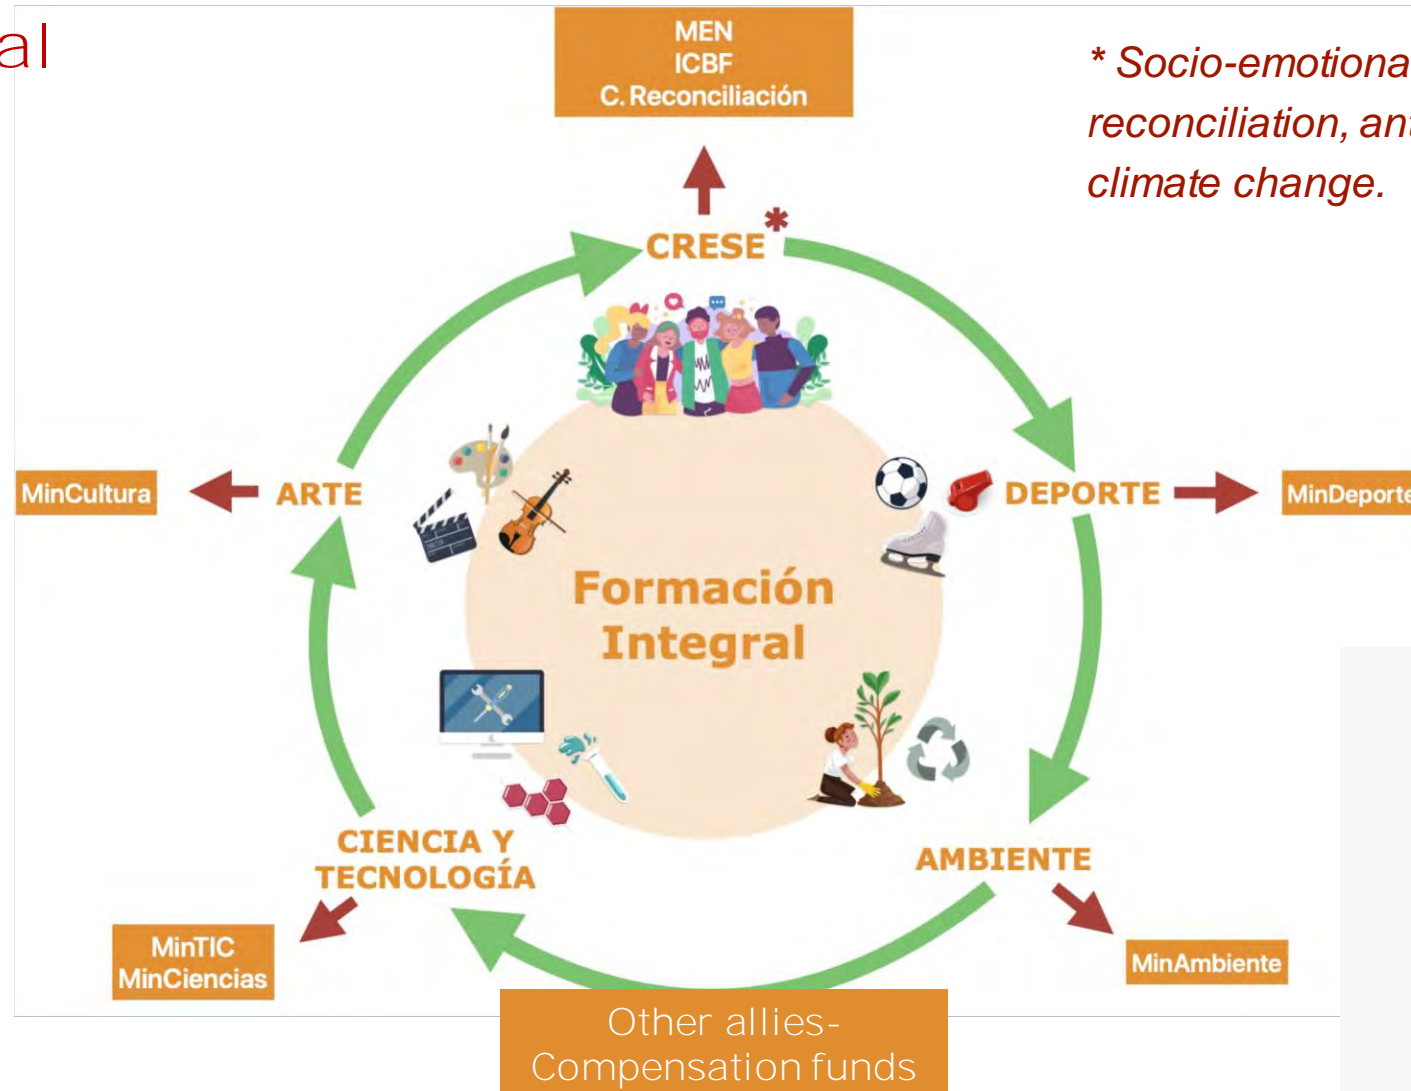 al
MEN
ICBF
C. Reconciliación
* Socio-emotiona
reconciliation, ant
climate change.
CRESE*
MinCultura
ARTE
DEPORTE
MinDeporte
Formación
Integral
CIENCIA Y
TECNOLOGÍA
AMBIENTE
MinTIC
MinCiencias
MinAmbiente
Other allies-
Compensation funds